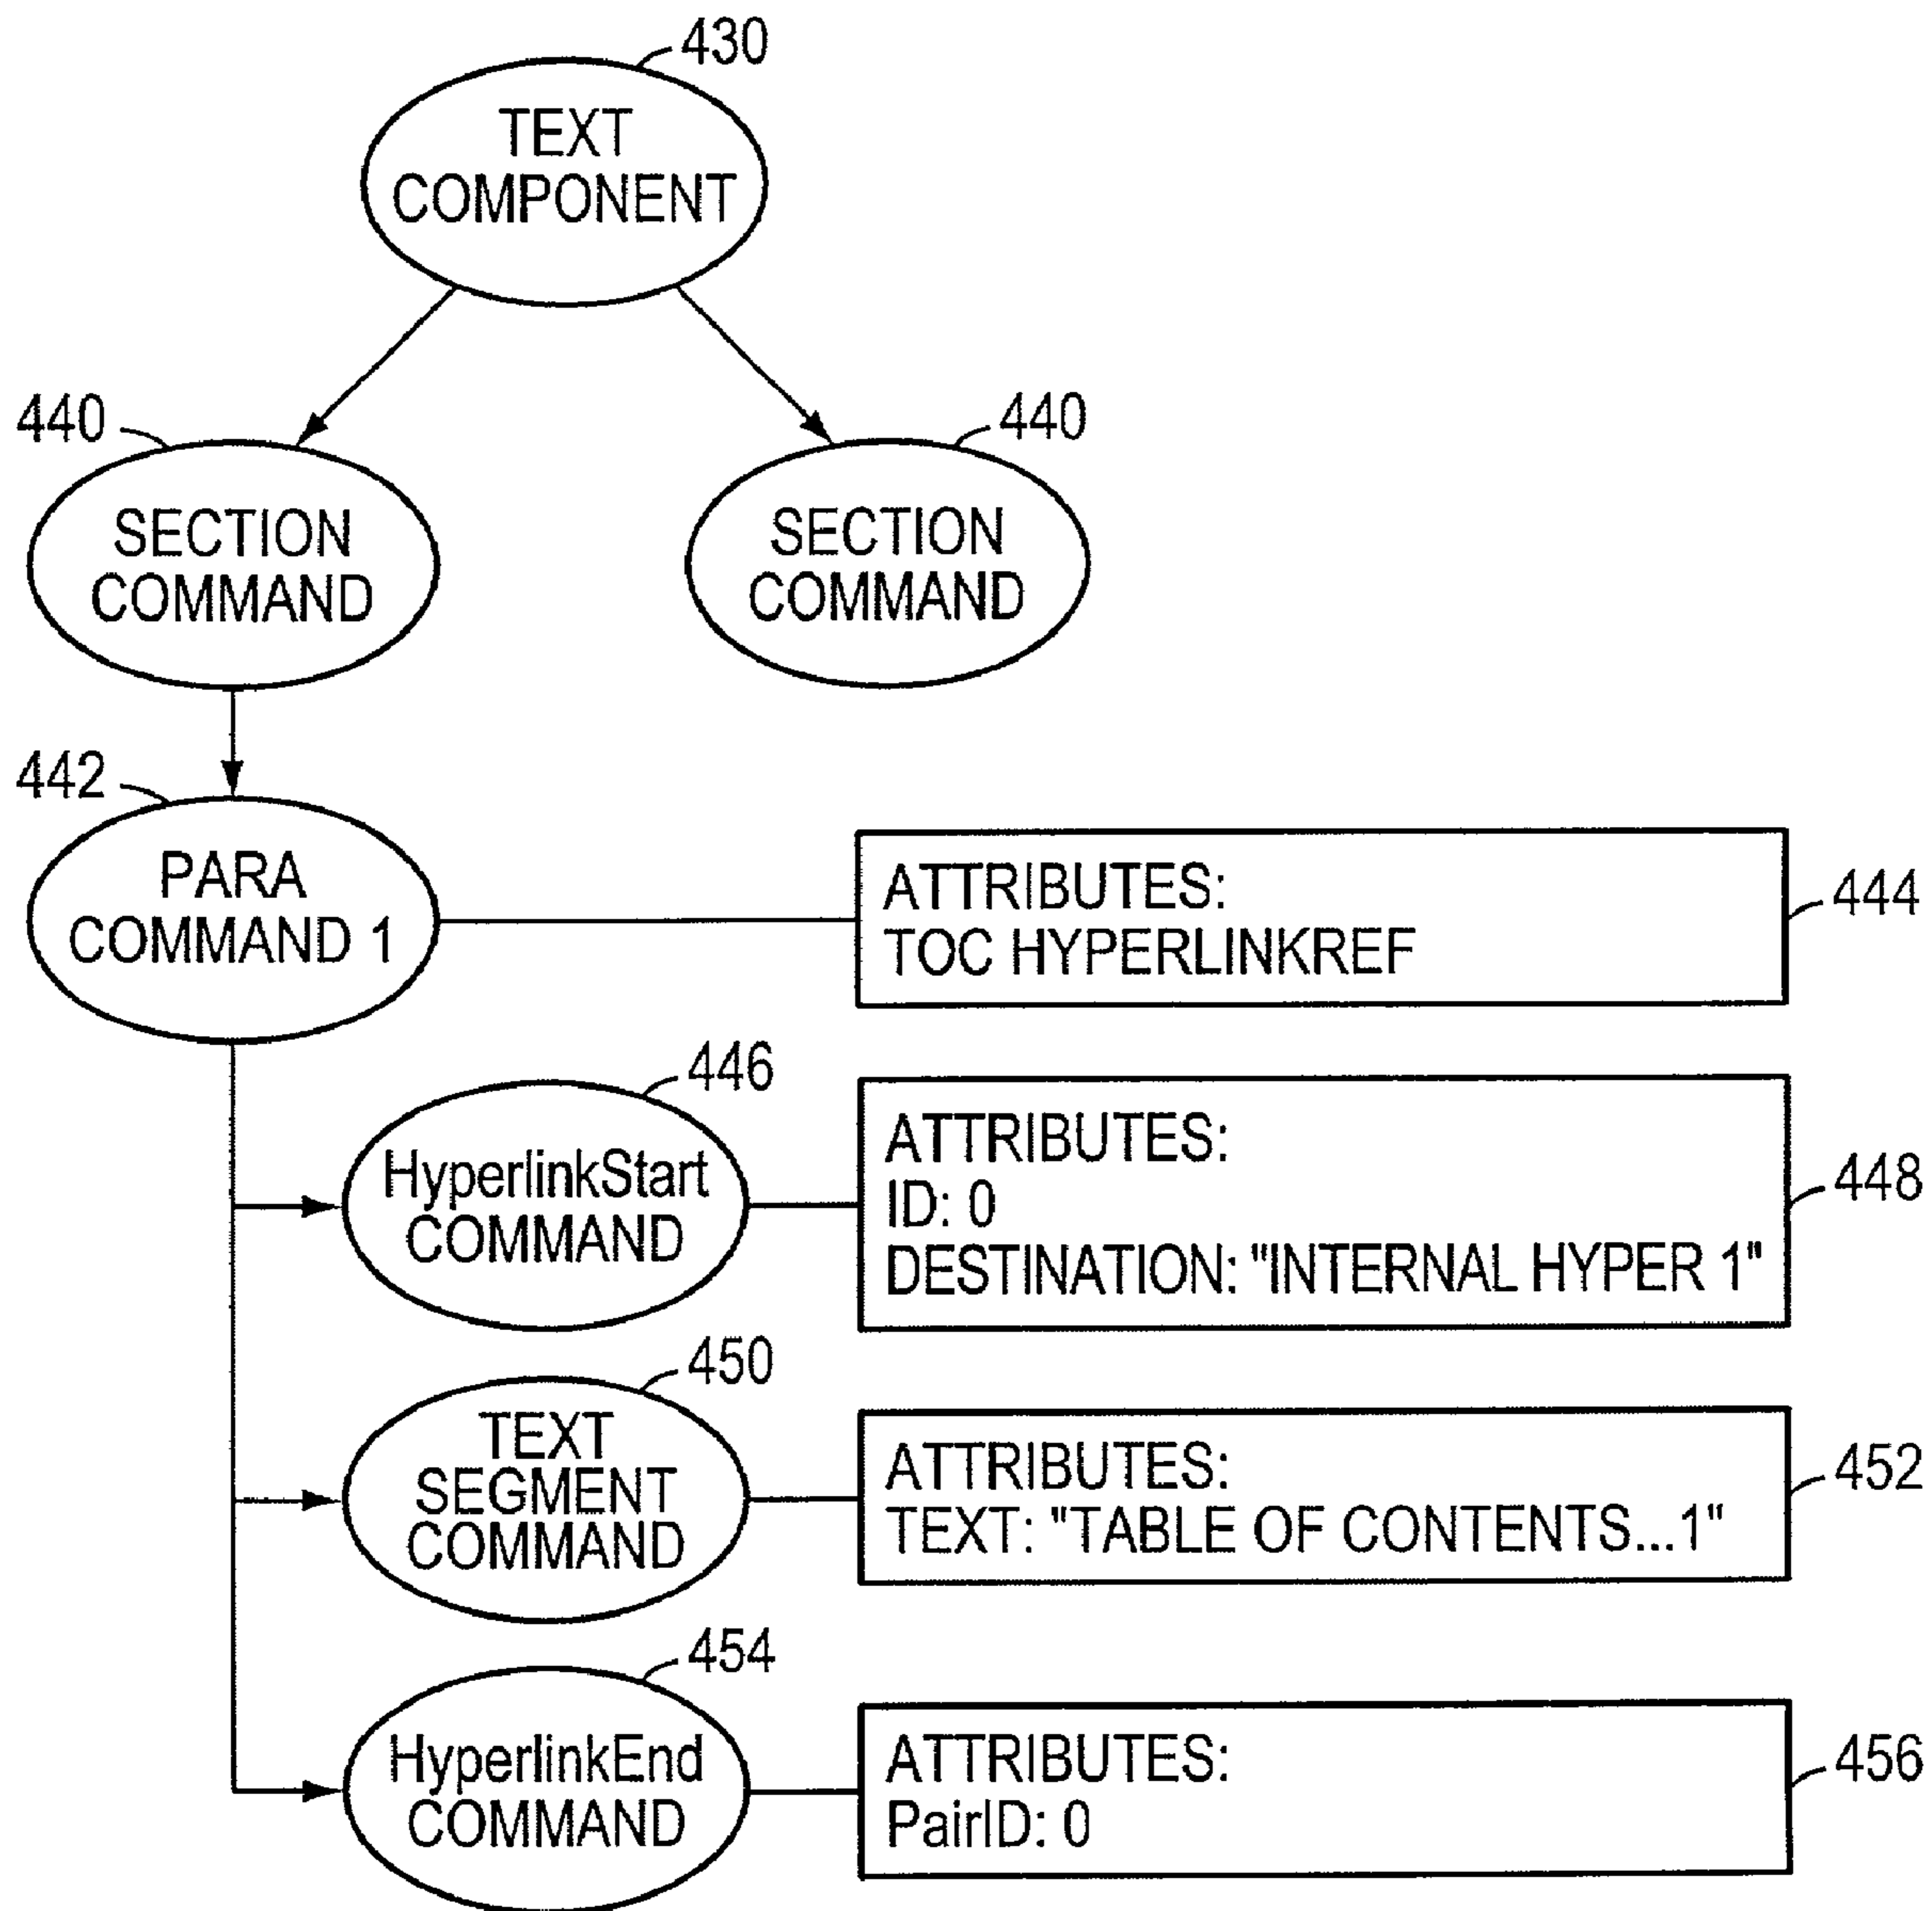 430
TEXT
COMPONENT
440
SECTION
COMMAND
440
SECTION
COMMAND
442
PARA
COMMAND 1
ATTRIBUTES:
TOC HYPERLINKREF
444
446
HyperlinkStart
COMMAND
ATTRIBUTES:
ID: 0
DESTINATION: "INTERNAL HYPER 1"
448
450
TEXT
SEGMENT
COMMAND
ATTRIBUTES:
TEXT: "TABLE OF CONTENTS...1"
452
454
HyperlinkEnd
COMMAND
ATTRIBUTES:
PairID: 0
456